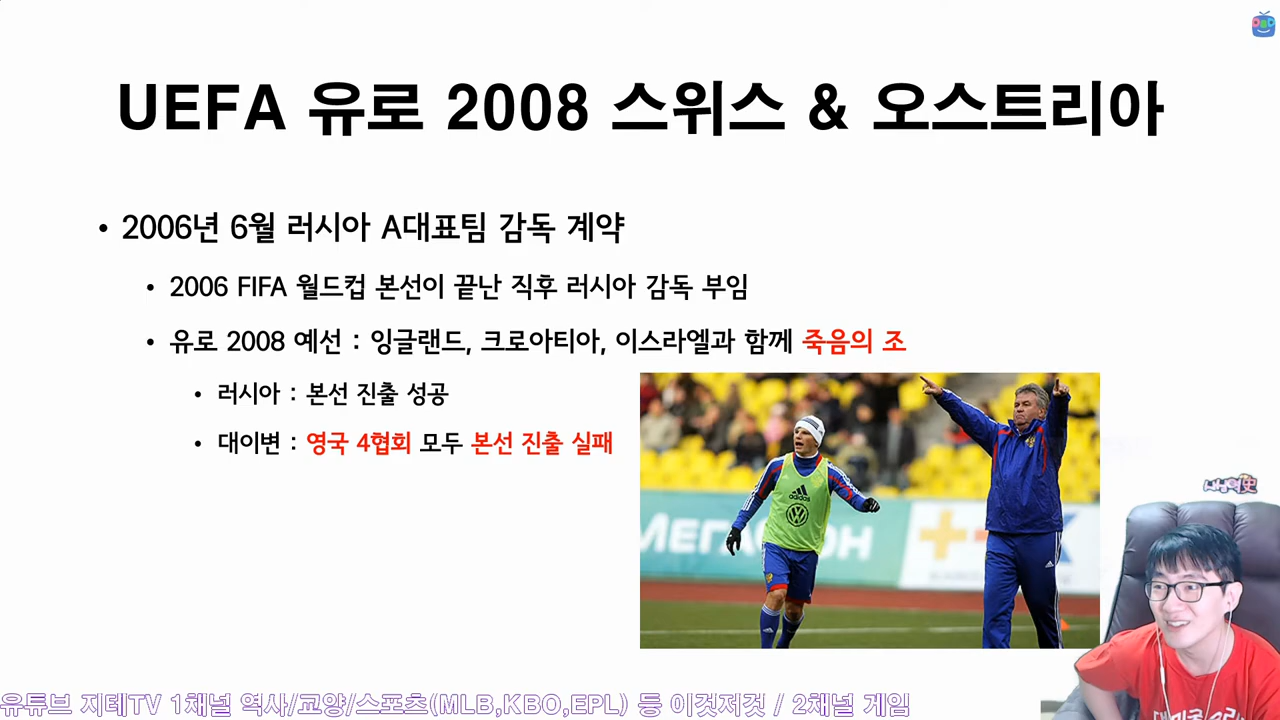 UEFA 유로 2008 스위스 & 오스트리아
• 2006년 6월 러시아 A대표팀 감독 계약
• 2006 FIFA 월드컵 본선이 끝난 직후 러시아 감독 부임
• 유로 2008 예선 : 잉글랜드, 크로아티아, 이스라엘과 함께 죽음의 조
• 러시아 : 본선 진출 성공
• 대이변 : 영국 4협회 모두 본선 진출 실패
adidas
МЕГАФОН
유튜브 지테TV 1채널 역사/교양/스포츠(MLB,KBO,EPL) 등 이것저것 / 2채널 게임